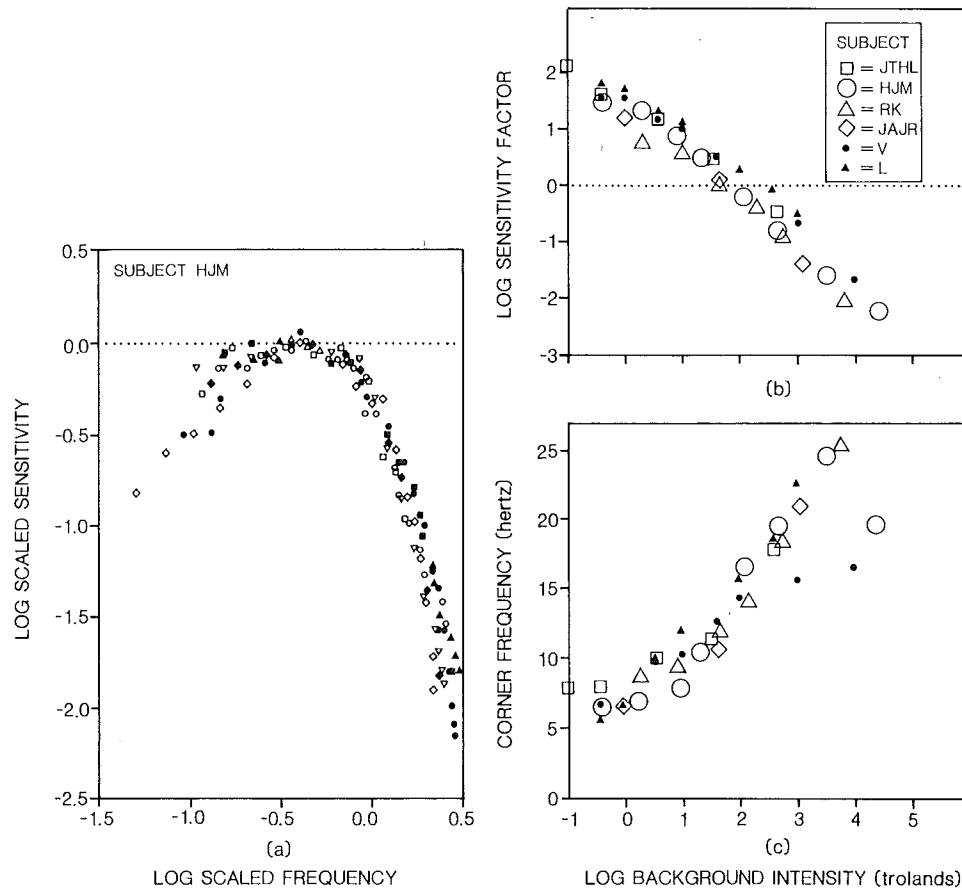 LOG SCALED SENSITIVITY
0.5
0.0
-0.5
-1.0
-1.5
-2.0
-2.5
SUBJECT HJM
-1.5
-1.0
-0.5
0.0
0.5
(a)
LOG SCALED FREQUENCY
LOG SENSITIVITY FACTOR
2
1
0
-1
-2
-3
SUBJECT
= JTHL
= HJM
= RK
= JAJR
= V
= L
(b)
CORNER FREQUENCY (hertz)
25
20
15
10
5
0
-1
0
1
2
3
4
5
(c)
LOG BACKGROUND INTENSITY (trolands)